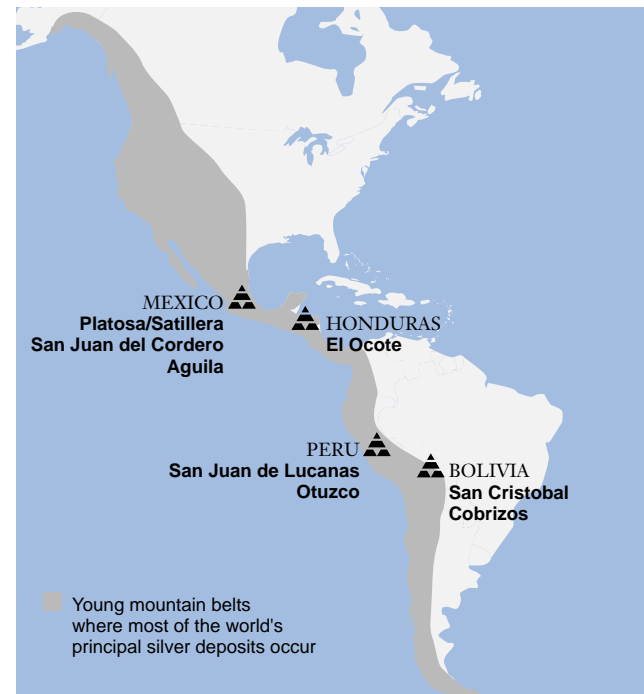 MEXICO
Platosa/Satillera
San Juan del Cordero
Aguila
HONDURAS
El Ocote
PERU
San Juan de Lucanas
Otuzco
BOLIVIA
San Cristobal
Cobrizos
Young mountain belts
where most of the world's
principal silver deposits occur